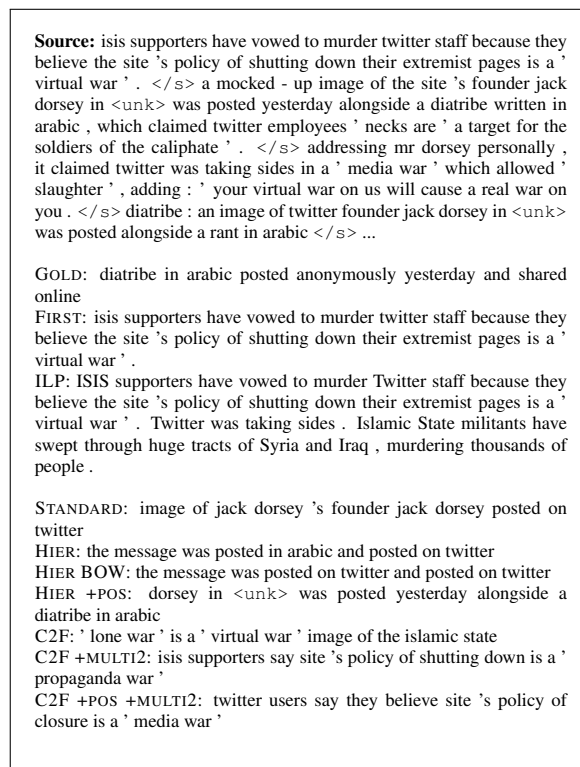 Source: isis supporters have vowed to murder twitter staff because they
believe the site 's policy of shutting down their extremist pages is a '
virtual war ' . </s> a mocked - up image of the site 's founder jack
dorsey in <unk> was posted yesterday alongside a diatribe written in
arabic , which claimed twitter employees ' necks are ' a target for the
soldiers of the caliphate ' . </s> addressing mr dorsey personally ,
it claimed twitter was taking sides in a ' media war ' which allowed '
slaughter ' , adding : ' your virtual war on us will cause a real war on
you . </s> diatribe : an image of twitter founder jack dorsey in <unk>
was posted alongside a rant in arabic </s> ...
GOLD: diatribe in arabic posted anonymously yesterday and shared
online
FIRST: isis supporters have vowed to murder twitter staff because they
believe the site 's policy of shutting down their extremist pages is a '
virtual war ' .
ILP: ISIS supporters have vowed to murder Twitter staff because they
believe the site 's policy of shutting down their extremist pages is a '
virtual war ' . Twitter was taking sides . Islamic State militants have
swept through huge tracts of Syria and Iraq , murdering thousands of
people .
STANDARD: image of jack dorsey 's founder jack dorsey posted on
twitter
HIER: the message was posted in arabic and posted on twitter
HIER BOW: the message was posted on twitter and posted on twitter
HIER +POS: dorsey in <unk> was posted yesterday alongside a
diatribe in arabic
C2F: ' lone war ' is a ' virtual war ' image of the islamic state
C2F +MULTI2: isis supporters say site 's policy of shutting down is a '
propaganda war '
C2F +POS +MULTI2: twitter users say they believe site 's policy of
closure is a ' media war '